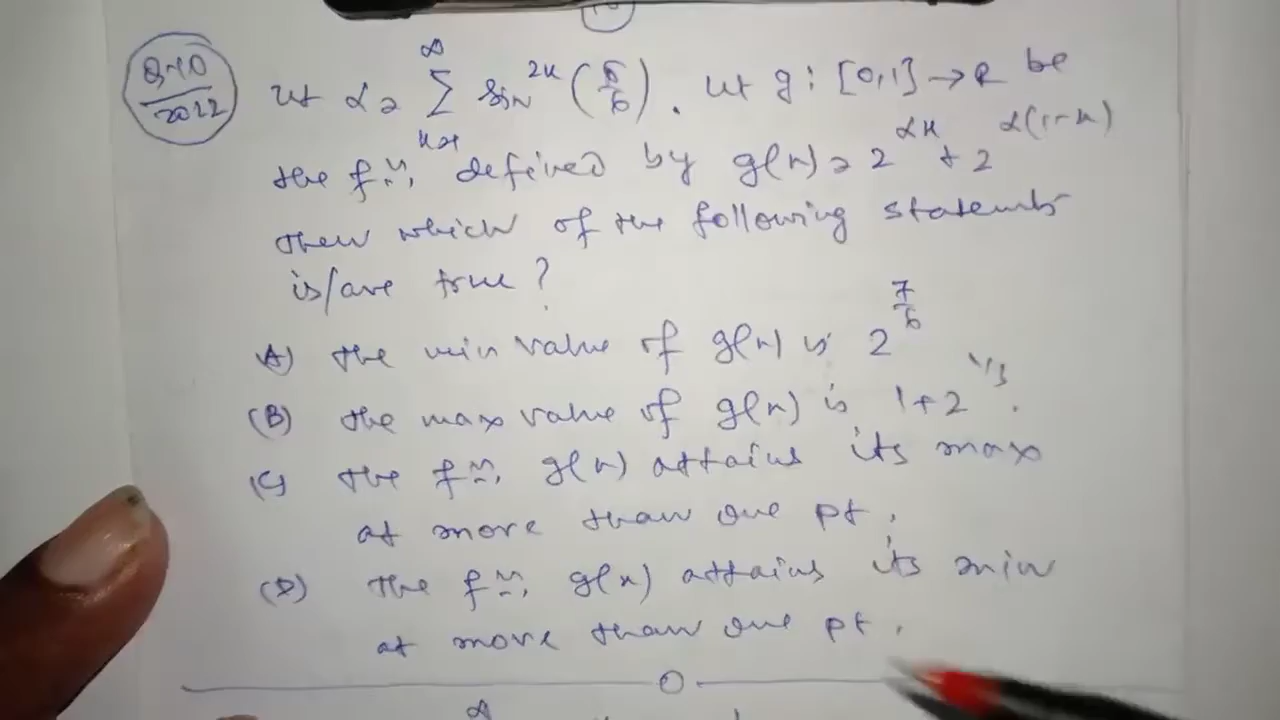 Q-10
2022
Let α = ∞ Σ k=1 sin^2k (π/6). Let g: [0,1] → R be
the fn; defined by g(x) = 2^αx + 2^α(1-x)
then which of the following statements
is/are true?
(A) the min value of g(x) is 2^7/6
(B) the max value of g(x) is 1+2^1/3.
(C) the fn; g(x) attains its max
at more than one pt.
(D) the fn; g(x) attains its min
at more than one pt.